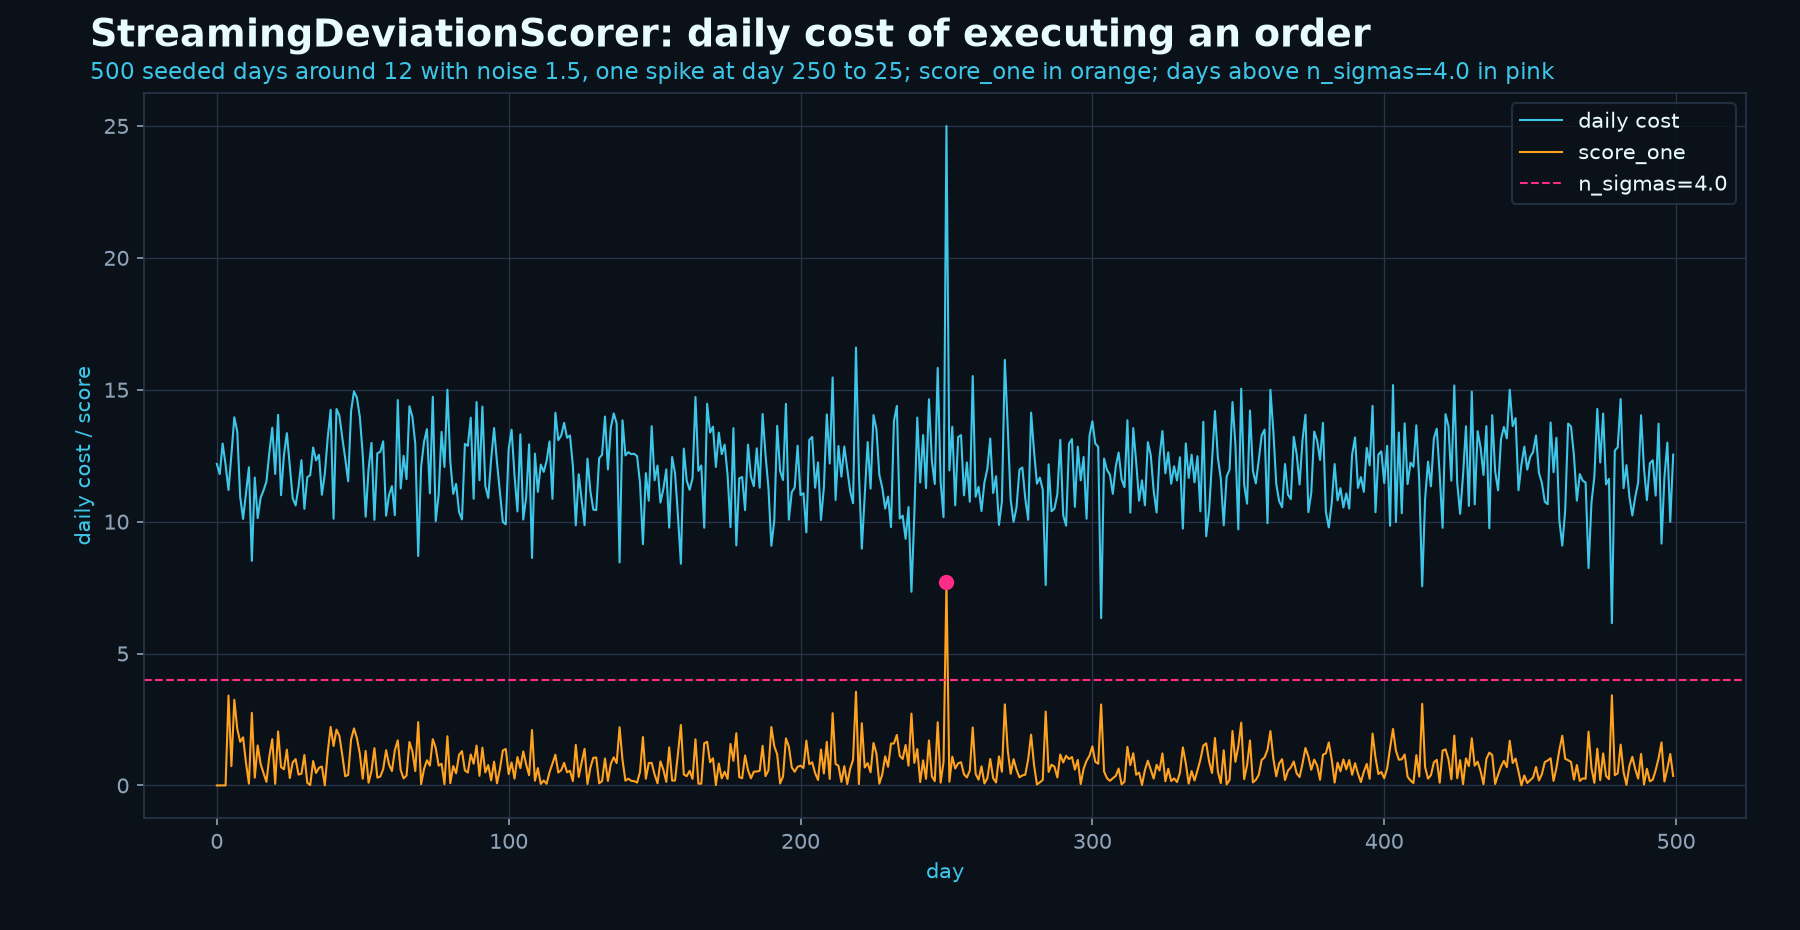 StreamingDeviationScorer: daily cost of executing an order
500 seeded days around 12 with noise 1.5, one spike at day 250 to 25; score_one in orange; days above n_sigmas=4.0 in pink
daily cost
score_one
n_sigmas=4.0
25
20
15
10
5
0
daily cost / score
0
100
200
300
400
500
day